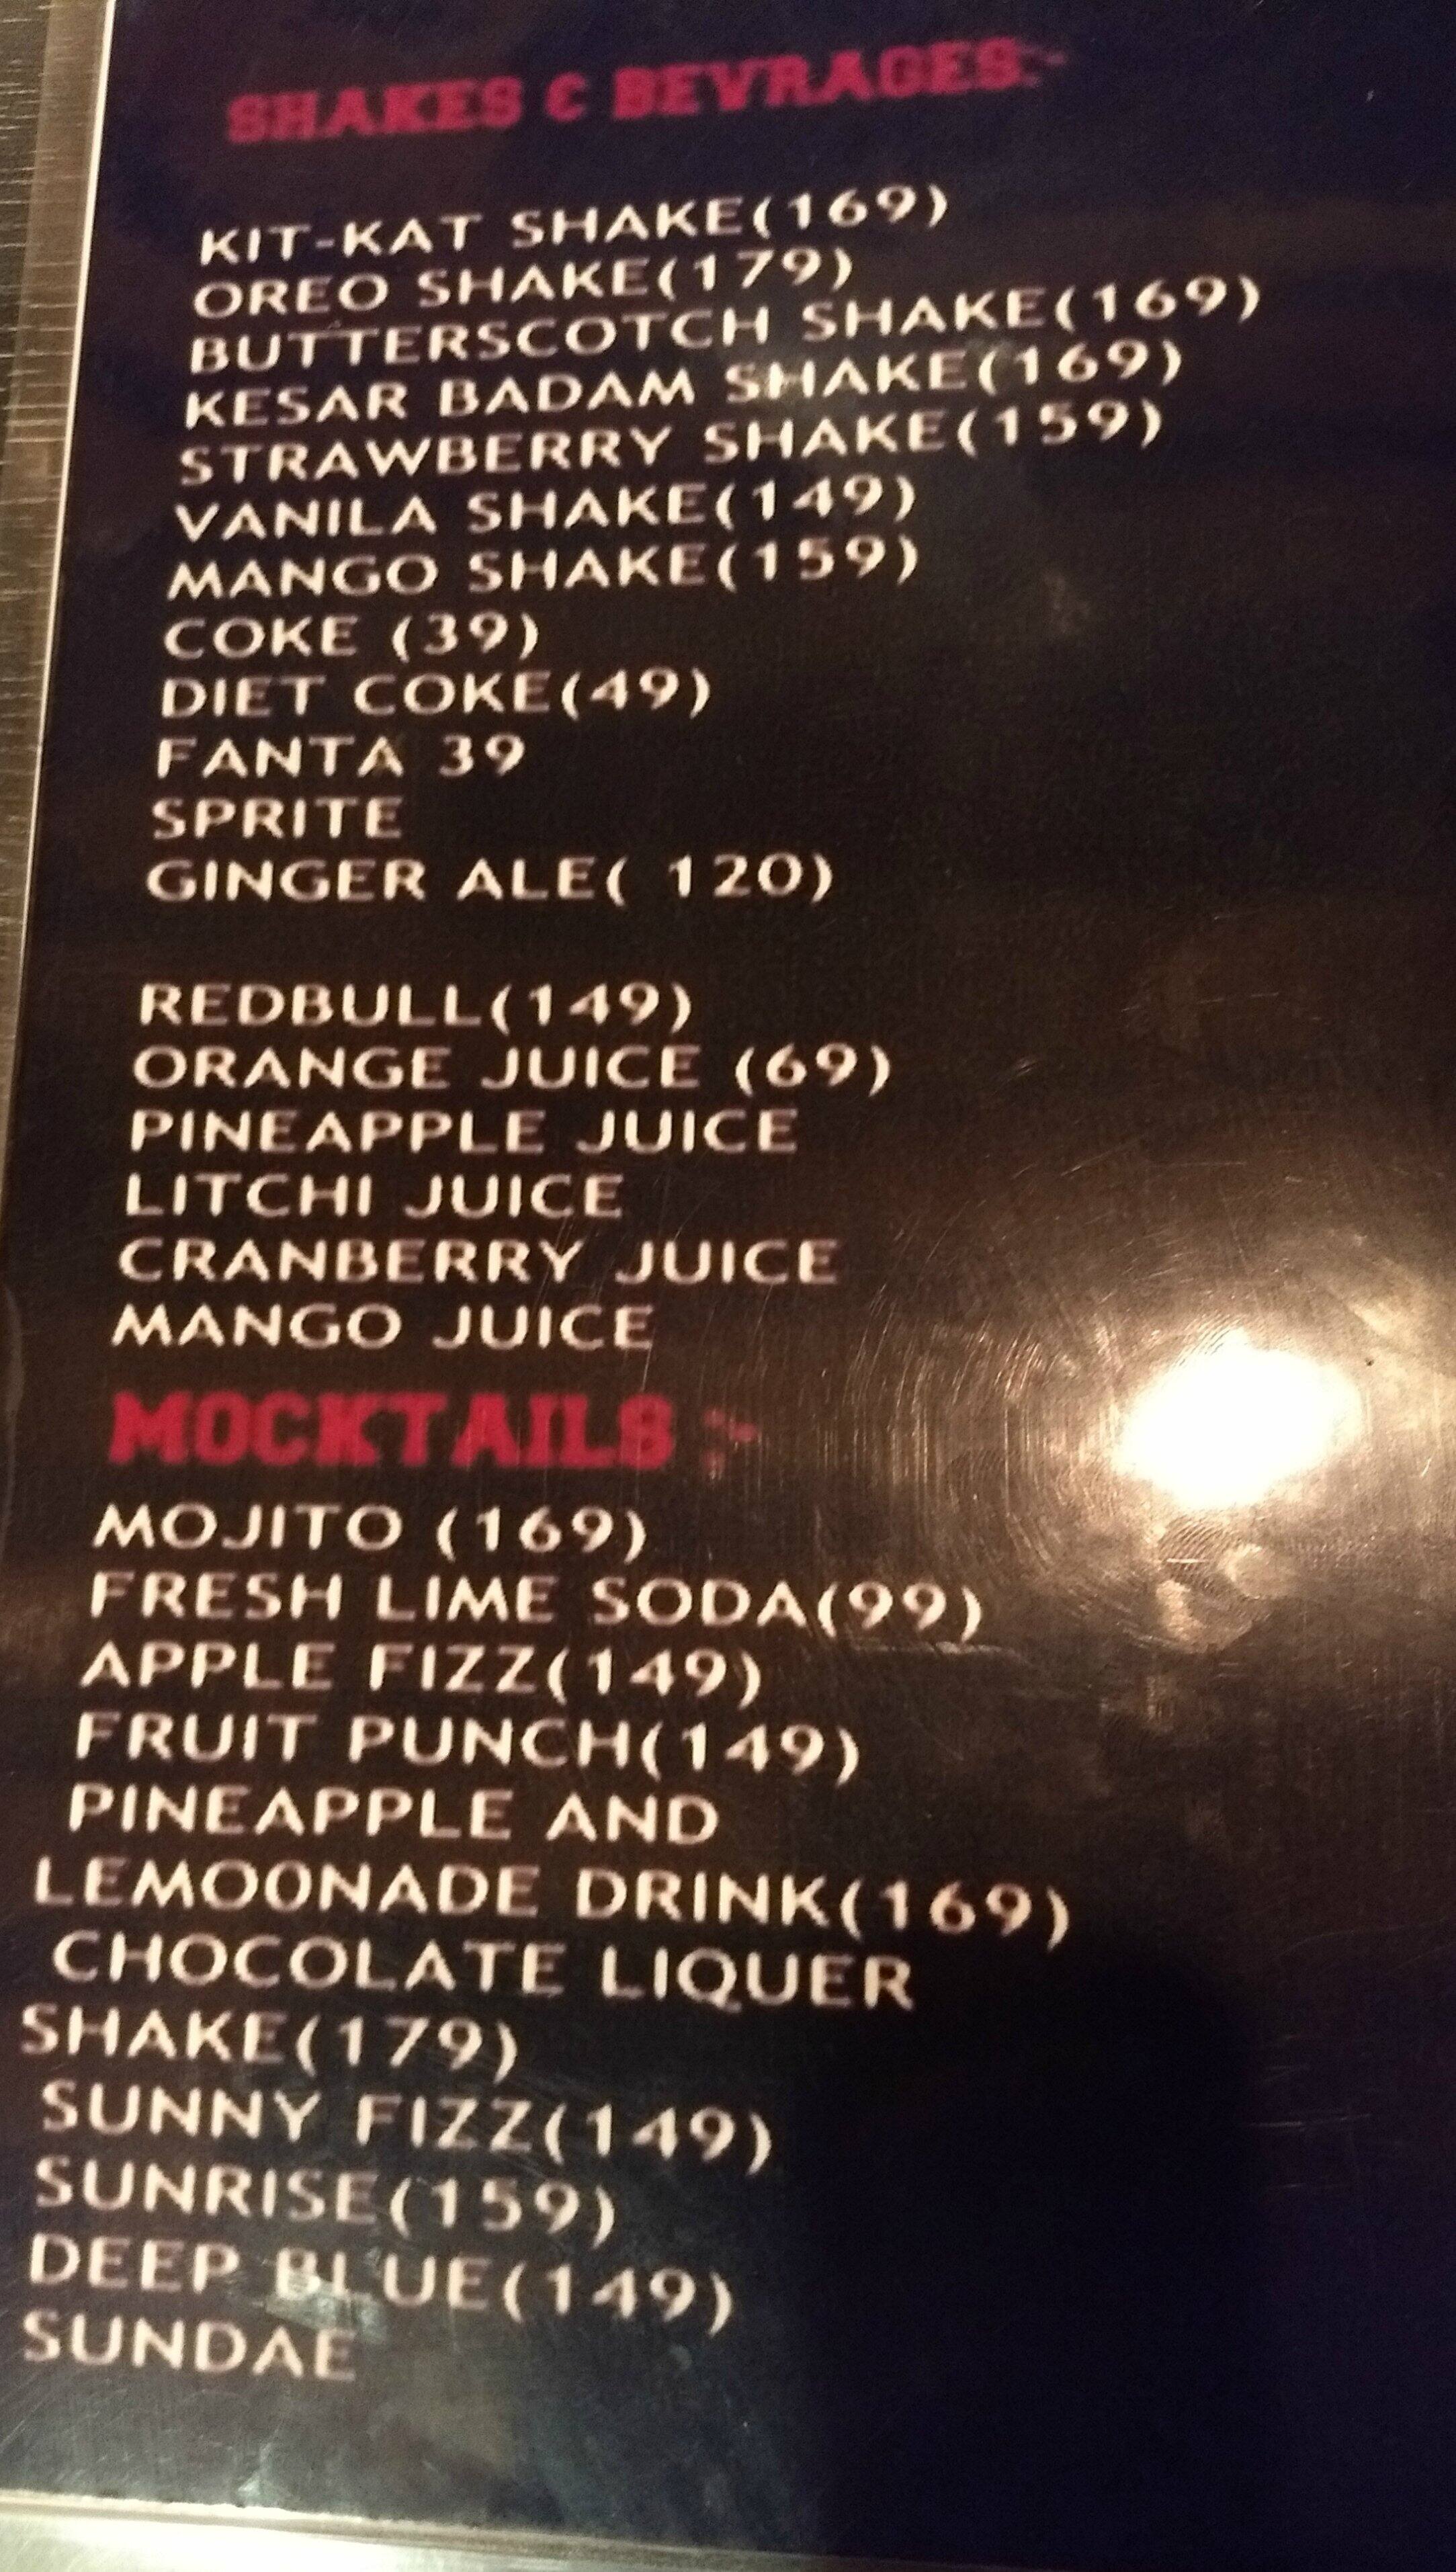 SHAKES & BEVRAGES:-
KIT-KAT SHAKE(169)
OREO SHAKE(179)
BUTTERSCOTCH SHAKE(169)
KESAR BADAM SHAKE(169)
STRAWBERRY SHAKE(159)
VANILA SHAKE(149)
MANGO SHAKE(159)
COKE (39)
DIET COKE(49)
FANTA 39
SPRITE
GINGER ALE( 120)
REDBULL(149)
ORANGE JUICE (69)
PINEAPPLE JUICE
LITCHI JUICE
CRANBERRY JUICE
MANGO JUICE
MOCKTAILS :-
MOJITO (169)
FRESH LIME SODA(99)
APPLE FIZZ(149)
FRUIT PUNCH(149)
PINEAPPLE AND
LEMO0NADE DRINK(169)
CHOCOLATE LIQUER
SHAKE(179)
SUNNY FIZZ(149)
SUNRISE(159)
DEEP BLUE(149)
SUNDAE